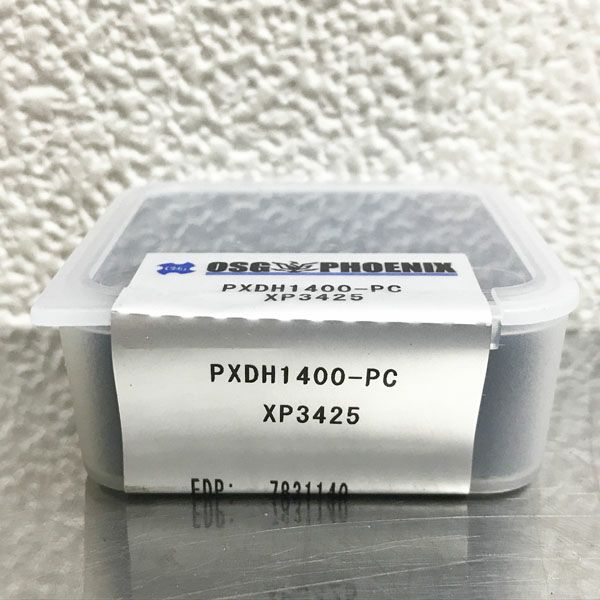 OSG PHOENIX
PXDH1400-PC
XP3425
PXDH1400-PC
XP3425
EDP: 7831140